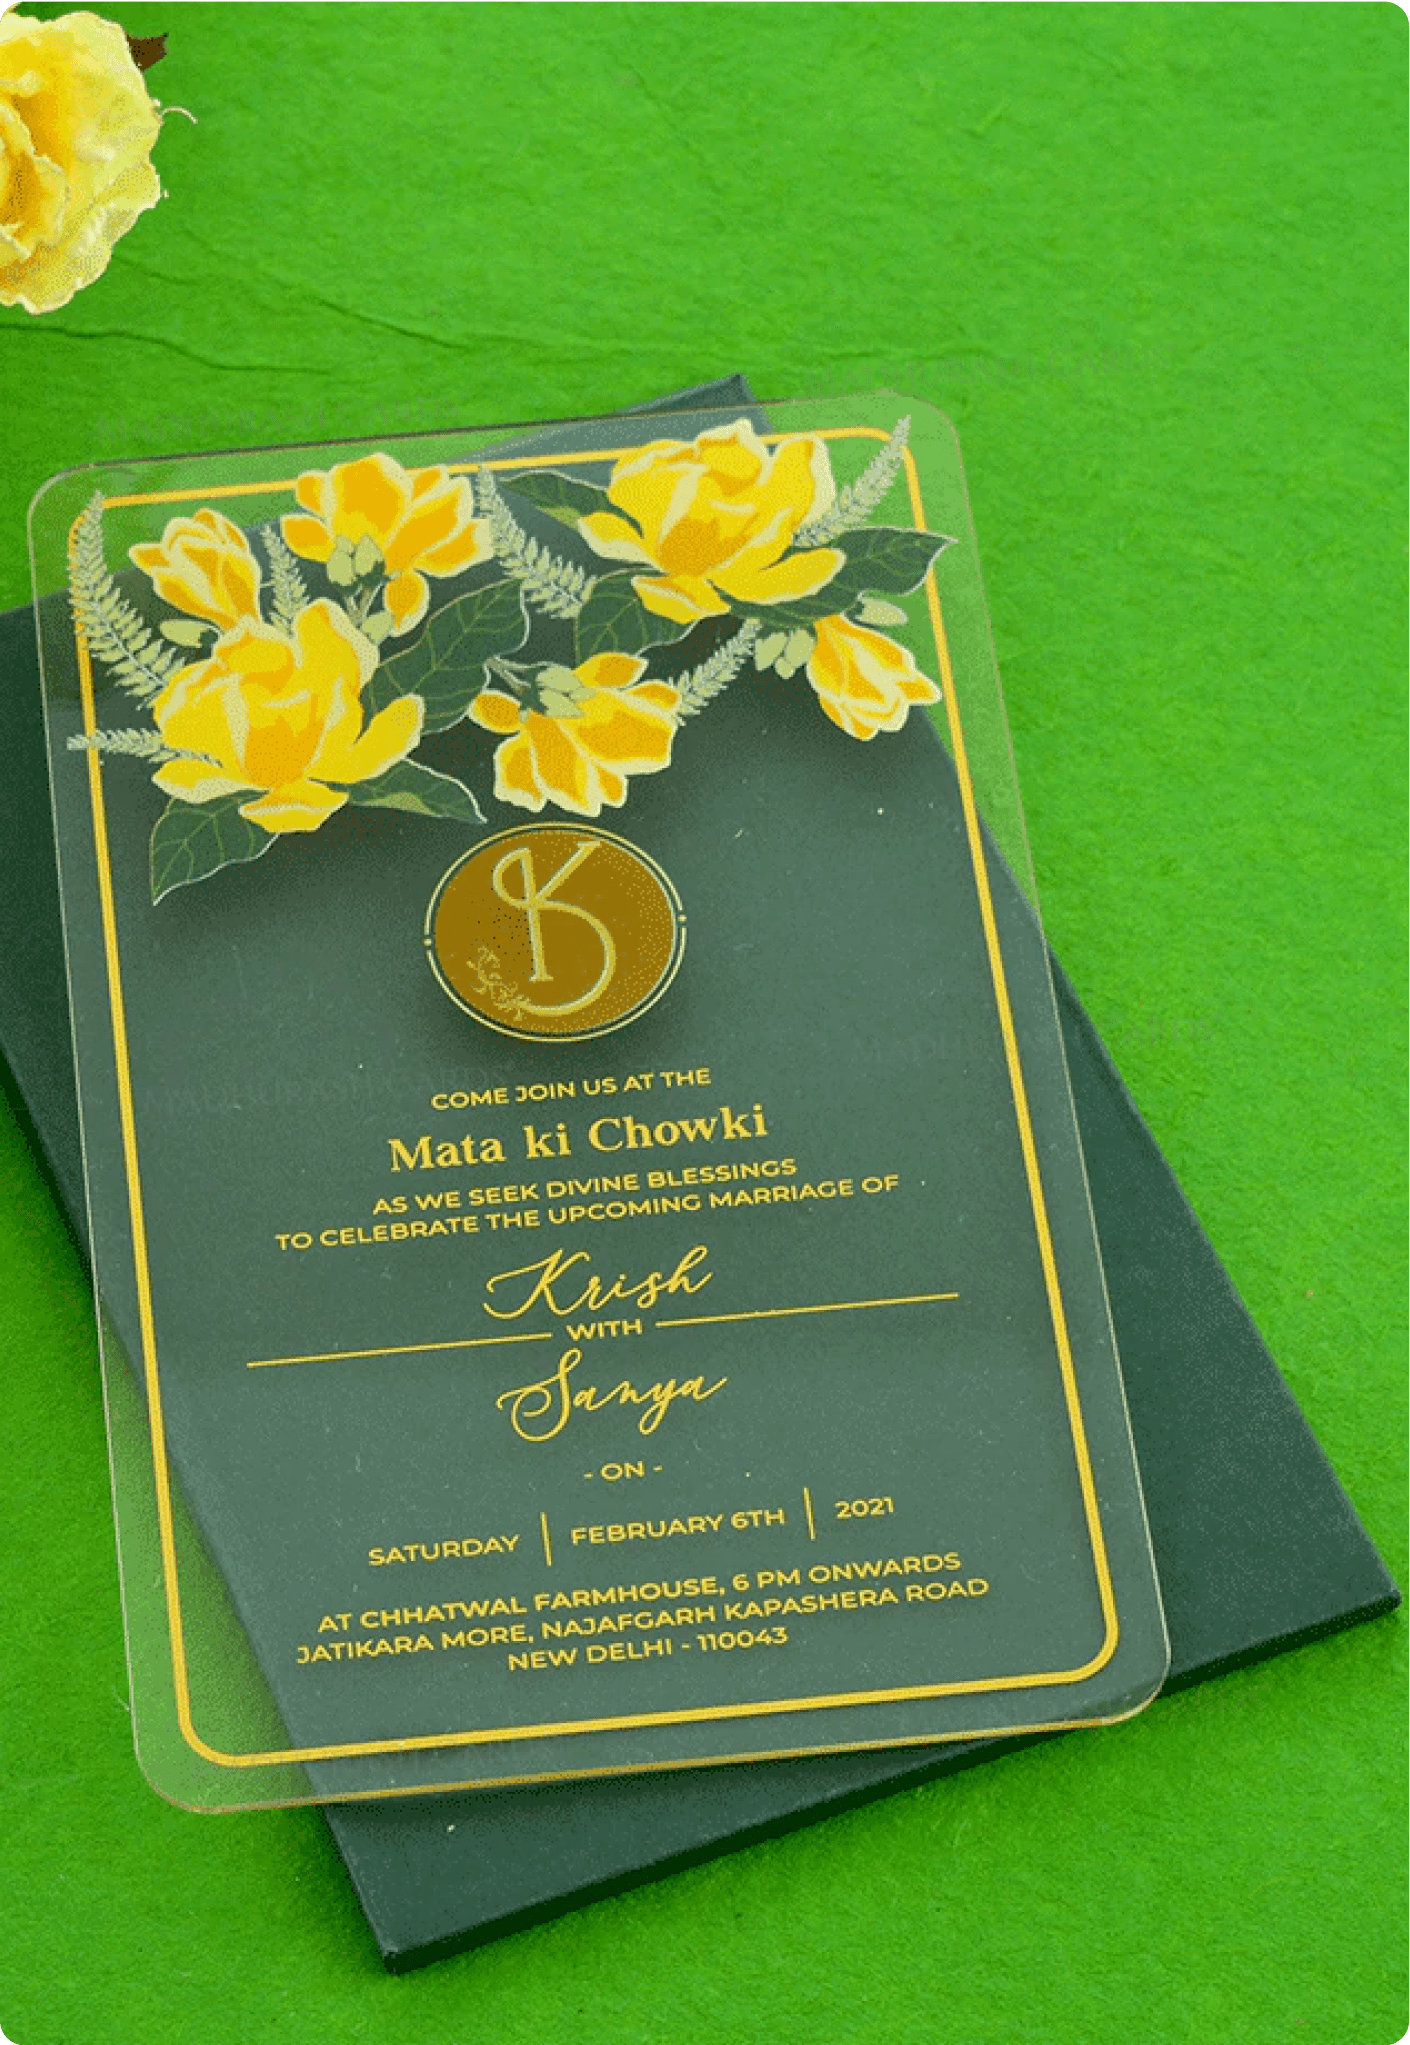 COME JOIN US AT THE
Mata ki Chowki
AS WE SEEK DIVINE BLESSINGS
TO CELEBRATE THE UPCOMING MARRIAGE OF
Krish
WITH
Sanya
- ON -
SATURDAY | FEBRUARY 6TH | 2021
AT CHHATWAL FARMHOUSE, 6 PM ONWARDS
JATIKARA MORE, NAJAFGARH KAPASHERA ROAD
NEW DELHI - 110043